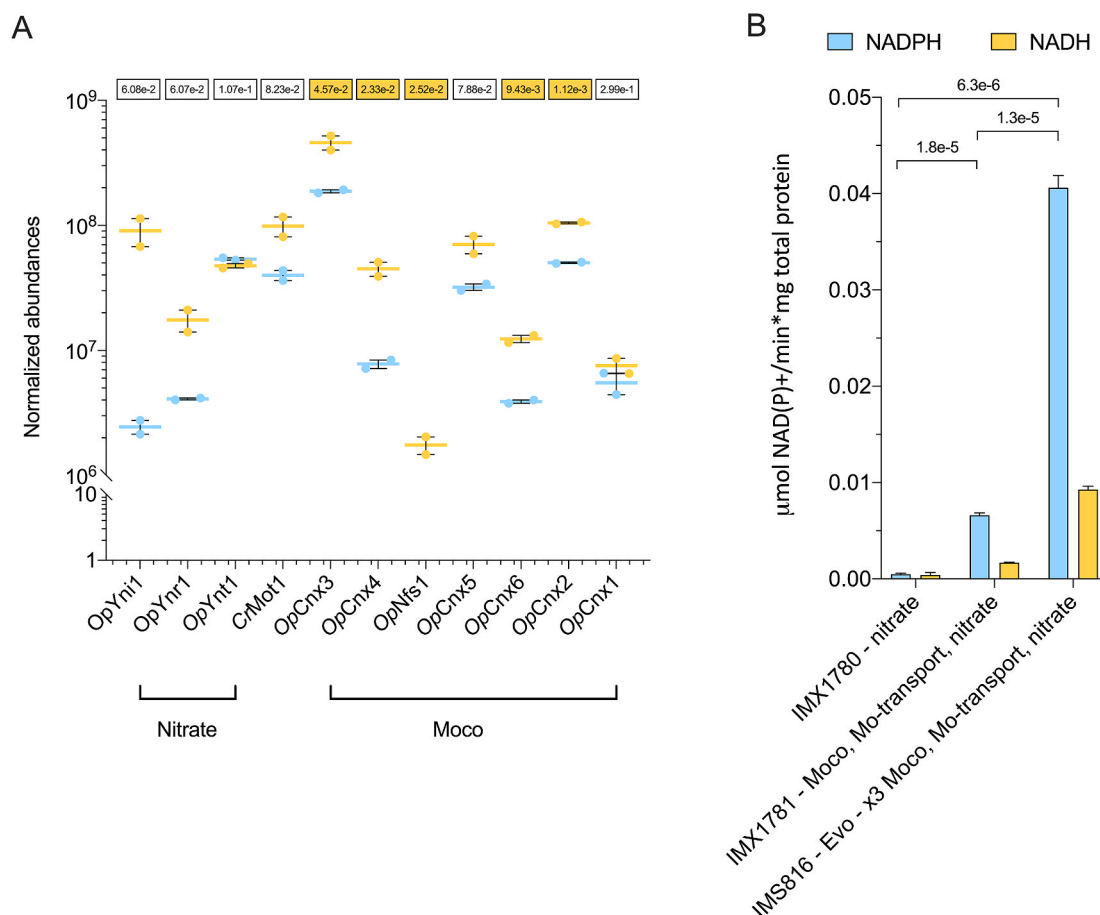 A
6.08e-2 6.07e-2 1.07e-1 8.23e-2 4.57e-2 2.33e-2 2.52e-2 7.88e-2 9.43e-3 1.12e-3 2.99e-1
10⁹
10⁸
10⁷
10⁶
10
1
Normalized abundances
OpYni1 OpYnr1 OpYnt1 CrMot1 OpCnx3 OpCnx4 OpNfs1 OpCnx5 OpCnx6 OpCnx2 OpCnx1
Nitrate Moco
B
NADPH NADH
6.3e-6
1.3e-5
1.8e-5
0.05
0.04
0.03
0.02
0.01
0.00
μmol NAD(P)+/min*mg total protein
IMX1780 - nitrate
IMX1781 - Moco, Mo-transport, nitrate
IMS816 - Evo - x3 Moco, Mo-transport, nitrate